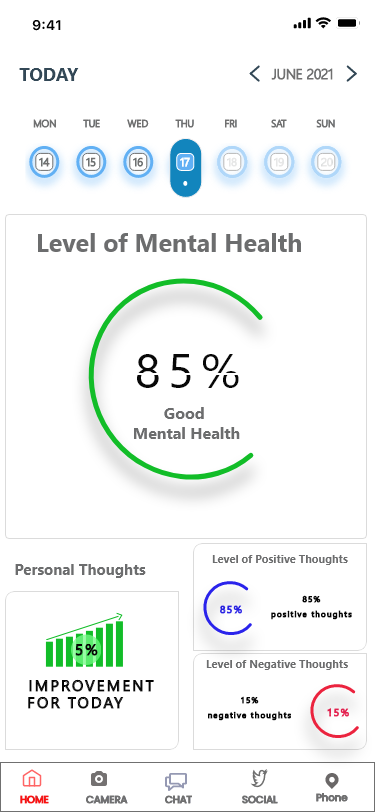 9:41
TODAY
JUNE 2021
MON TUE WED THU FRI SAT SUN
14 15 16 17 18 19 20
Level of Mental Health
85%
Good
Mental Health
Personal Thoughts
5%
IMPROVEMENT
FOR TODAY
Level of Positive Thoughts
85%
85%
positive thoughts
Level of Negative Thoughts
15%
negative thoughts
15%
HOME CAMERA CHAT SOCIAL Phone